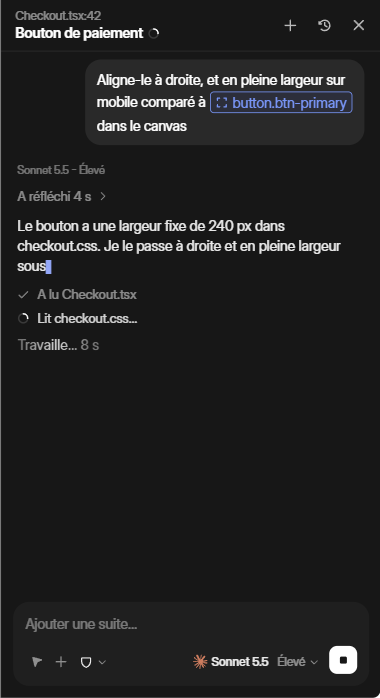 Checkout.tsx:42
Bouton de paiement
Aligne-le à droite, et en pleine largeur sur
mobile comparé à button.btn-primary
dans le canvas
Sonnet 5.5 - Élevé
A réfléchi 4 s
Le bouton a une largeur fixe de 240 px dans
checkout.css. Je le passe à droite et en pleine largeur
sous
A lu Checkout.tsx
Lit checkout.css...
Travaille... 8 s
Ajouter une suite...
Sonnet 5.5 Élevé